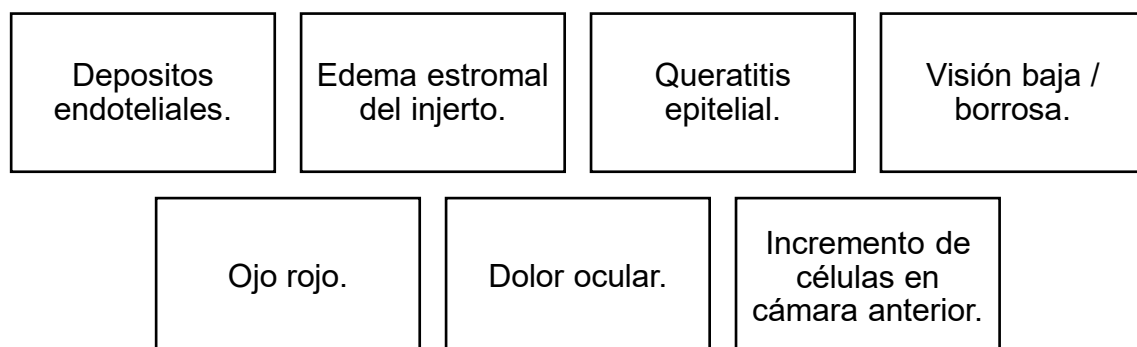 Depositos
endoteliales.
Edema estromal
del injerto.
Queratitis
epitelial.
Visión baja /
borrosa.
Ojo rojo.
Dolor ocular.
Incremento de
células en
cámara anterior.